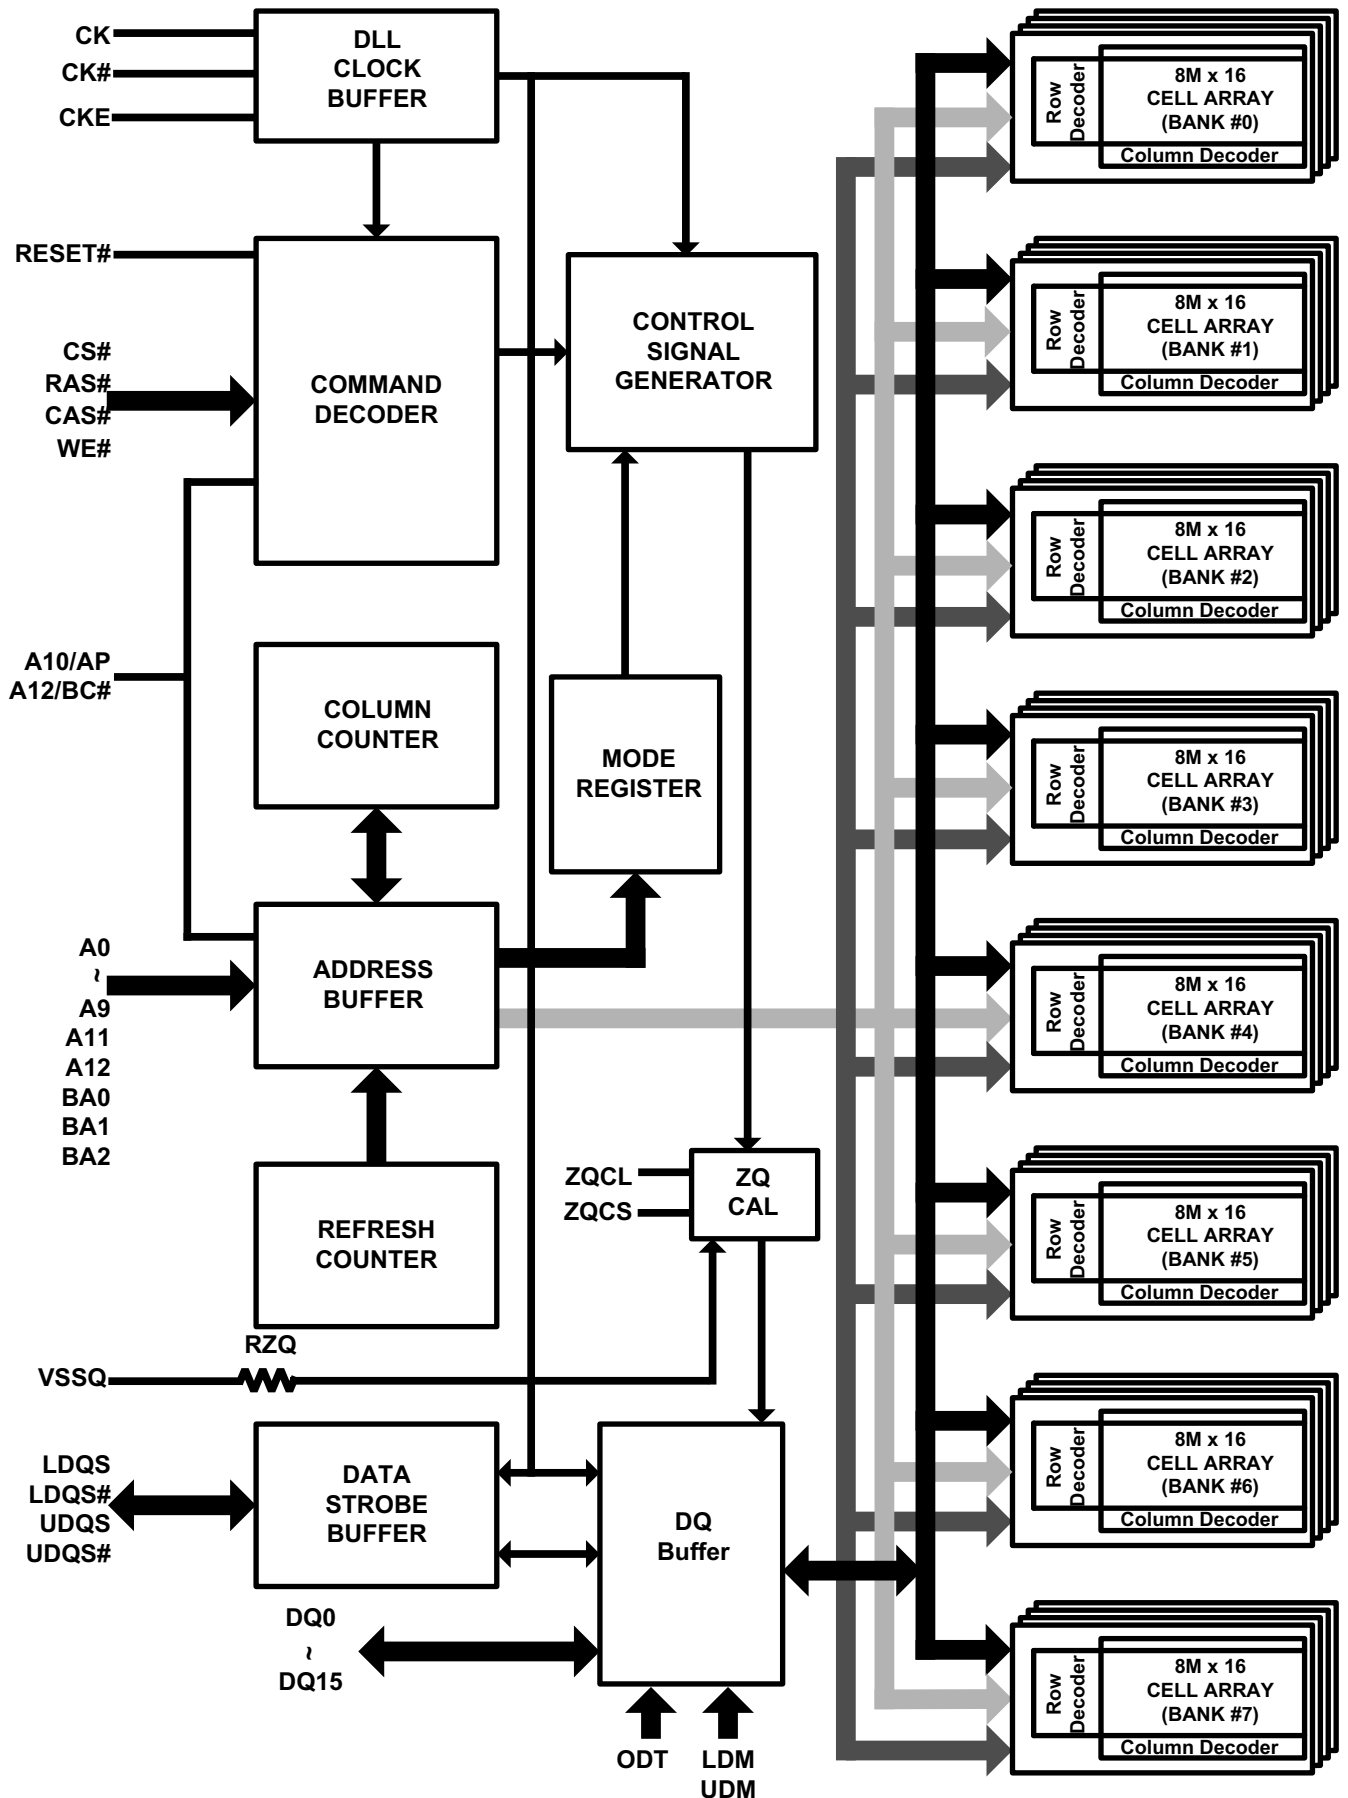 CK
CK#
CKE
DLL
CLOCK
BUFFER
RESET#
CS#
RAS#
CAS#
WE#
COMMAND
DECODER
CONTROL
SIGNAL
GENERATOR
A10/AP
A12/BC#
COLUMN
COUNTER
MODE
REGISTER
A0
~
A9
A11
A12
BA0
BA1
BA2
ADDRESS
BUFFER
REFRESH
COUNTER
ZQCL
ZQCS
ZQ
CAL
RZQ
VSSQ
LDQS
LDQS#
UDQS
UDQS#
DATA
STROBE
BUFFER
DQ
Buffer
DQ0
~
DQ15
ODT
LDM
UDM
Row
Decoder
8M x 16
CELL ARRAY
(BANK #0)
Column Decoder
Row
Decoder
8M x 16
CELL ARRAY
(BANK #1)
Column Decoder
Row
Decoder
8M x 16
CELL ARRAY
(BANK #2)
Column Decoder
Row
Decoder
8M x 16
CELL ARRAY
(BANK #3)
Column Decoder
Row
Decoder
8M x 16
CELL ARRAY
(BANK #4)
Column Decoder
Row
Decoder
8M x 16
CELL ARRAY
(BANK #5)
Column Decoder
Row
Decoder
8M x 16
CELL ARRAY
(BANK #6)
Column Decoder
Row
Decoder
8M x 16
CELL ARRAY
(BANK #7)
Column Decoder